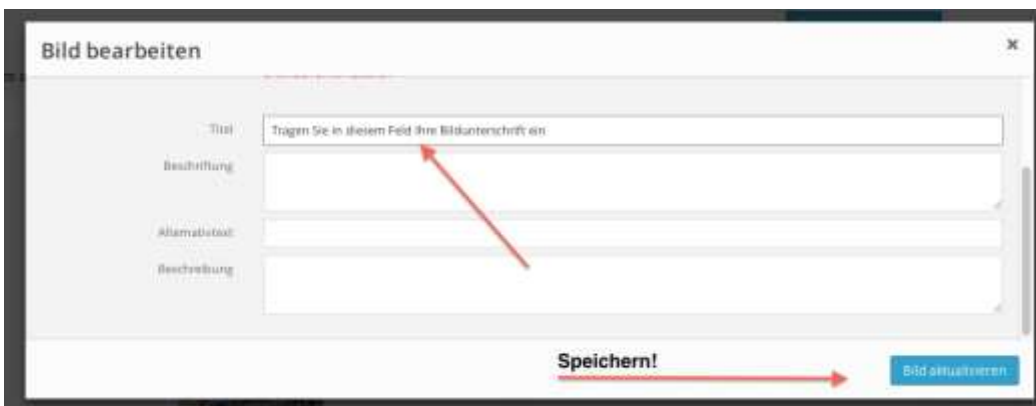 Bild bearbeiten
×
Titel
Tragen Sie in diesem Feld Ihre Bildunterschrift ein
Beschriftung
Alternativtext
Beschreibung
Speichern!
Bild aktualisieren